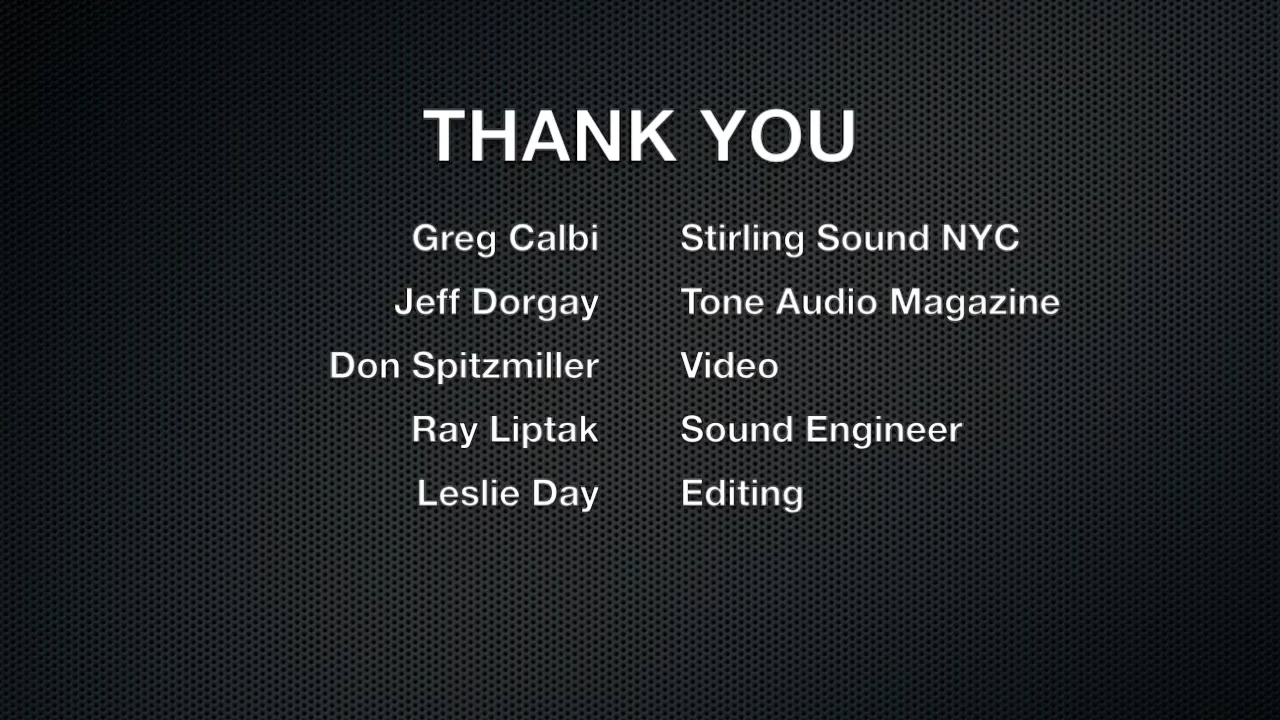 THANK YOU
Greg Calbi Stirling Sound NYC
Jeff Dorgay Tone Audio Magazine
Don Spitzmiller Video
Ray Liptak Sound Engineer
Leslie Day Editing